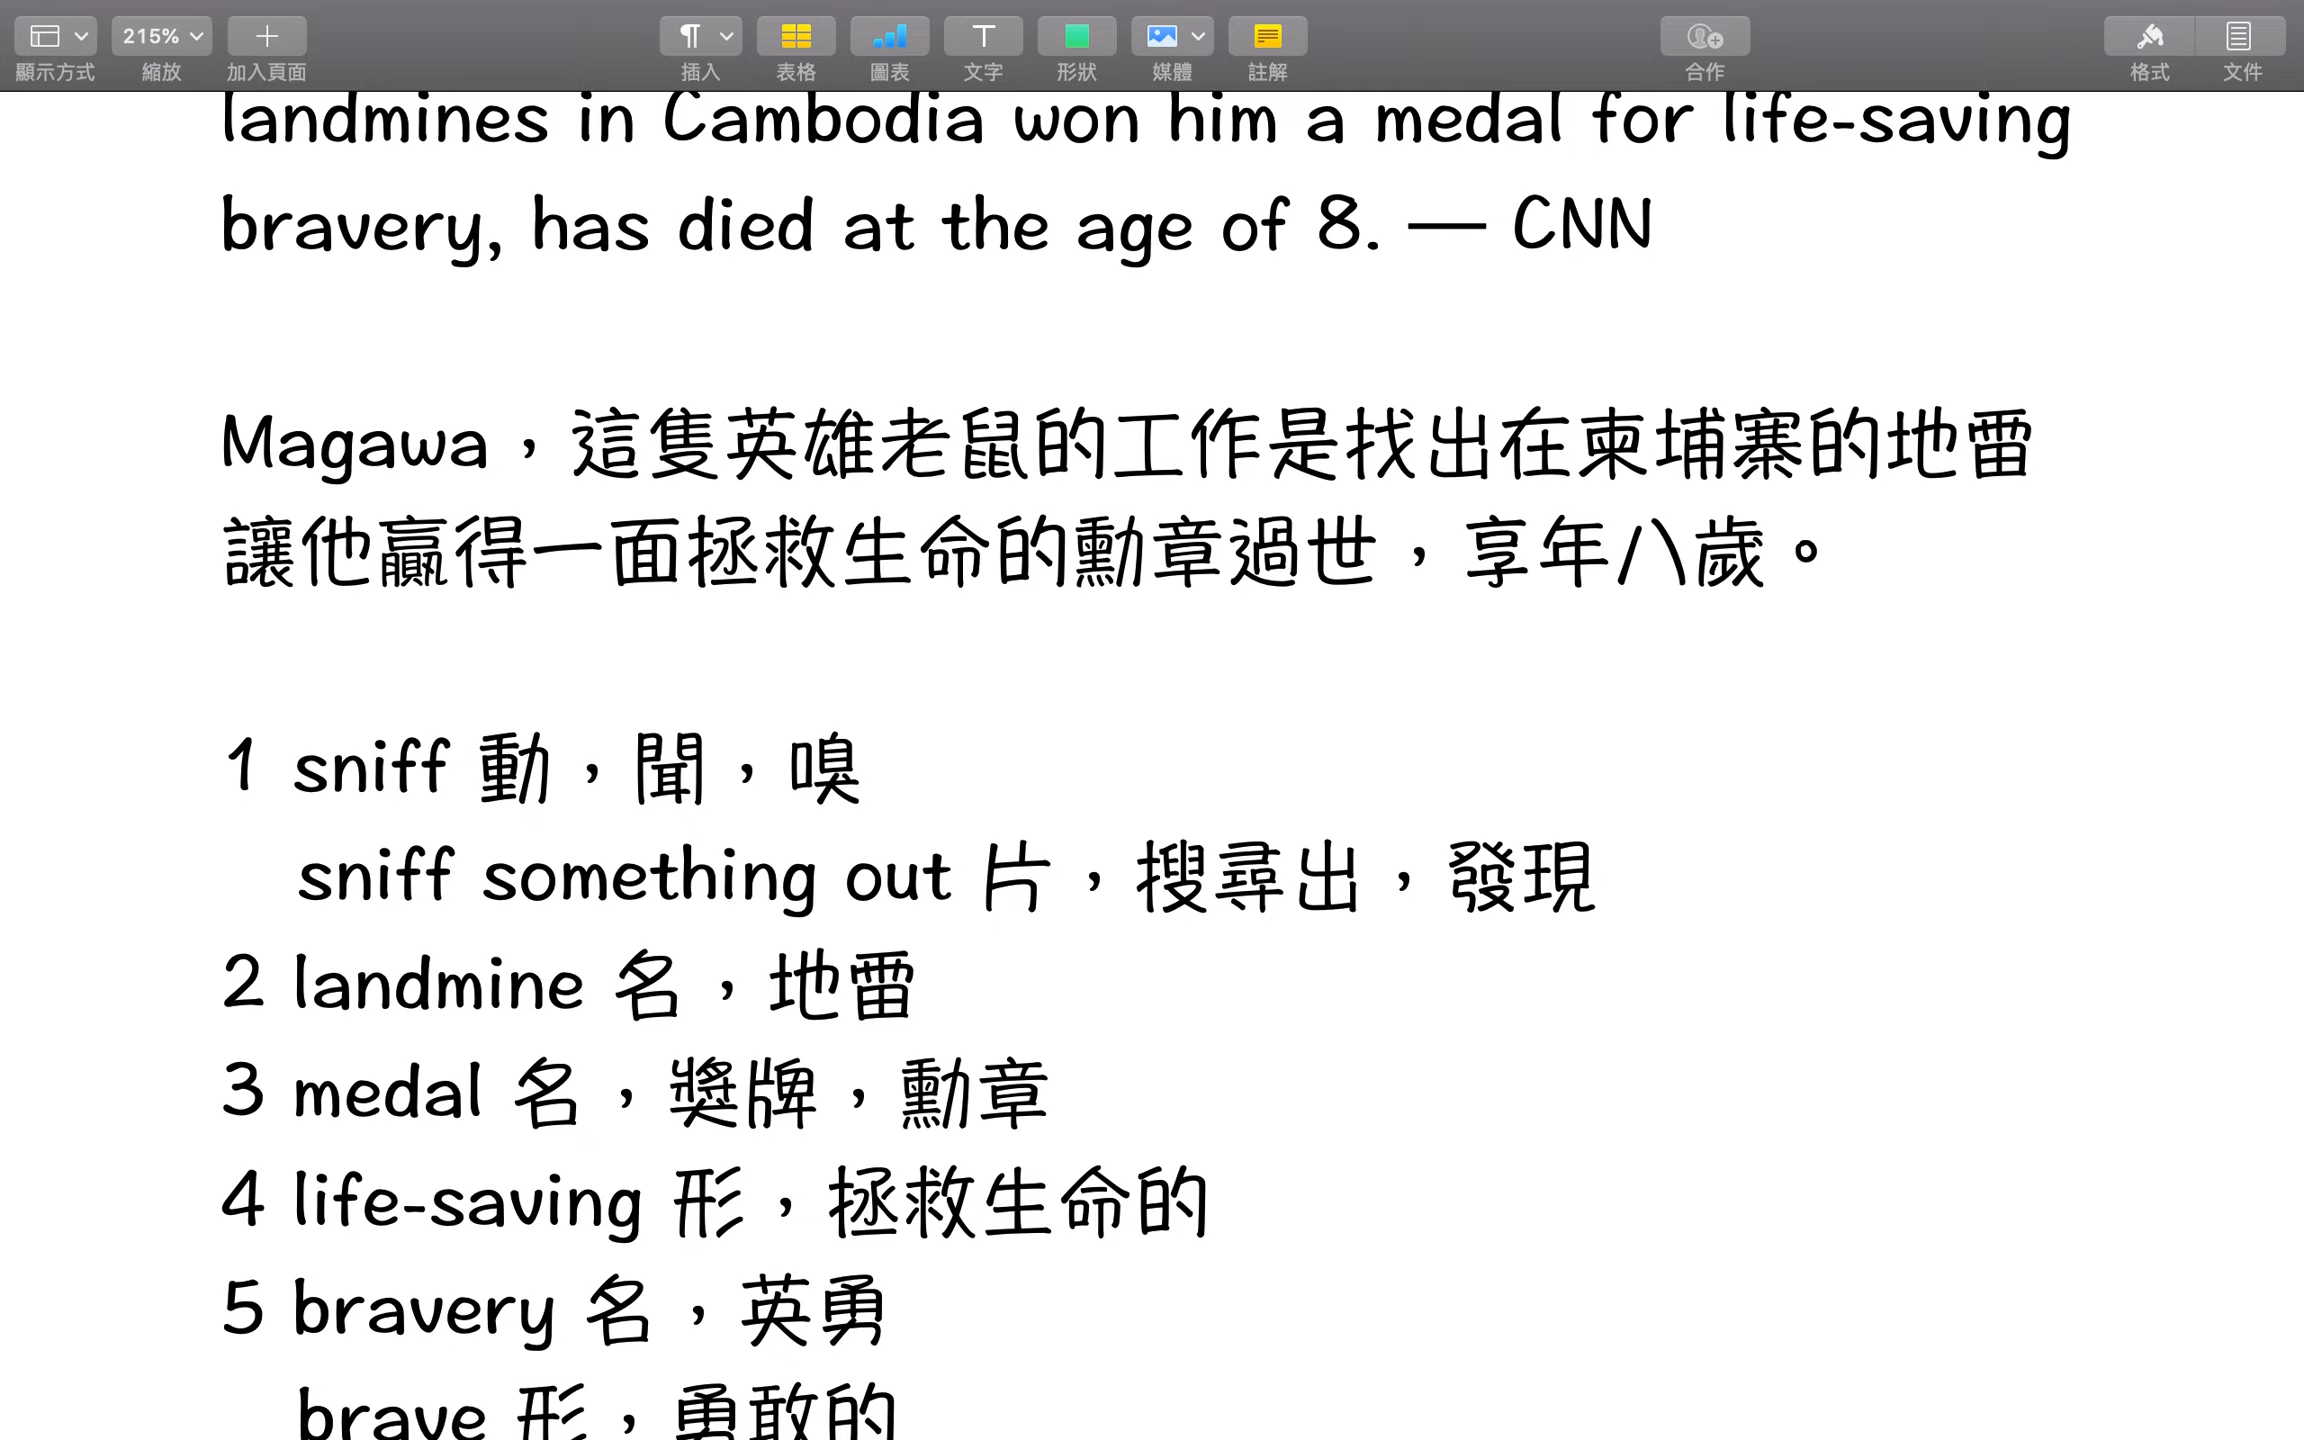 215%
顯示方式 縮放 加入頁面 插入 表格 圖表 文字 形狀 媒體 註解 合作 格式 文件
landmines in Cambodia won him a medal for life-saving
bravery, has died at the age of 8. — CNN
Magawa，這隻英雄老鼠的工作是找出在柬埔寨的地雷
讓他贏得一面拯救生命的勳章過世，享年八歲。
1 sniff 動，聞，嗅
sniff something out 片，搜尋出，發現
2 landmine 名，地雷
3 medal 名，獎牌，勳章
4 life-saving 形，拯救生命的
5 bravery 名，英勇
brave 形，勇敢的